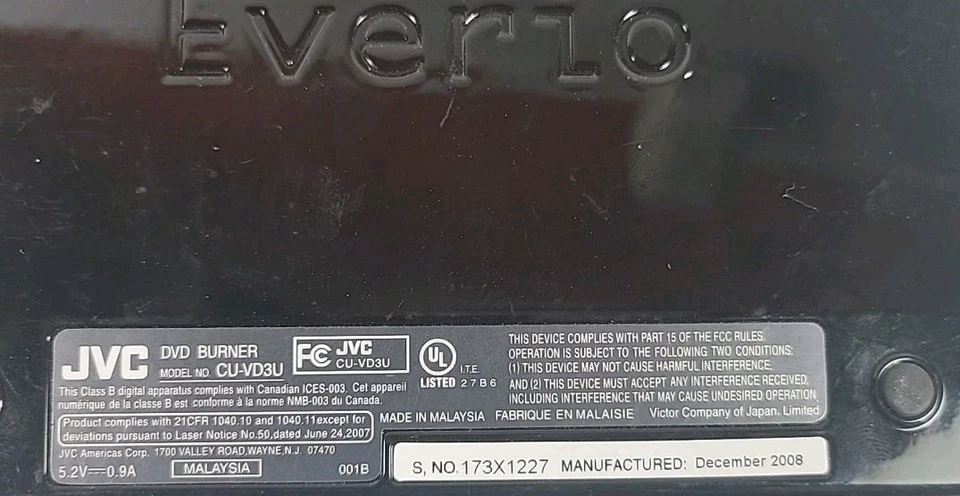 Everio
JVC DVD BURNER
MODEL NO. CU-VD3U
FC JVC
CU-VD3U
UL
LISTED
I.T.E.
27B6
This Class B digital apparatus complies with Canadian ICES-003. Cet appareil
numérique de la classe B est conforme à la norme NMB-003 du Canada.
Product complies with 21CFR 1040.10 and 1040.11except for
deviations pursuant to Laser Notice No.50,dated June 24,2007
JVC Americas Corp. 1700 VALLEY ROAD,WAYNE,N.J. 07470
5.2V⎓0.9A MALAYSIA 001B
THIS DEVICE COMPLIES WITH PART 15 OF THE FCC RULES.
OPERATION IS SUBJECT TO THE FOLLOWING TWO CONDITIONS:
(1) THIS DEVICE MAY NOT CAUSE HARMFUL INTERFERENCE,
AND (2) THIS DEVICE MUST ACCEPT ANY INTERFERENCE RECEIVED,
INCLUDING INTERFERENCE THAT MAY CAUSE UNDESIRED OPERATION.
MADE IN MALAYSIA FABRIQUE EN MALAISIE Victor Company of Japan, Limited
S, NO.173X1227 MANUFACTURED: December 2008